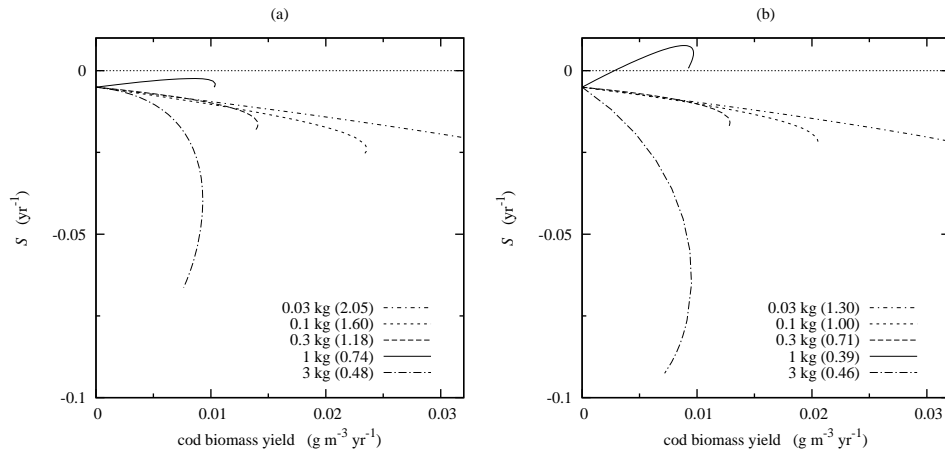 (a)
0
-0.05
-0.1
S (yr⁻¹)
0.03 kg (2.05)
0.1 kg (1.60)
0.3 kg (1.18)
1 kg (0.74)
3 kg (0.48)
0 0.01 0.02 0.03
cod biomass yield (g m⁻³ yr⁻¹)
(b)
0
-0.05
-0.1
S (yr⁻¹)
0.03 kg (1.30)
0.1 kg (1.00)
0.3 kg (0.71)
1 kg (0.39)
3 kg (0.46)
0 0.01 0.02 0.03
cod biomass yield (g m⁻³ yr⁻¹)